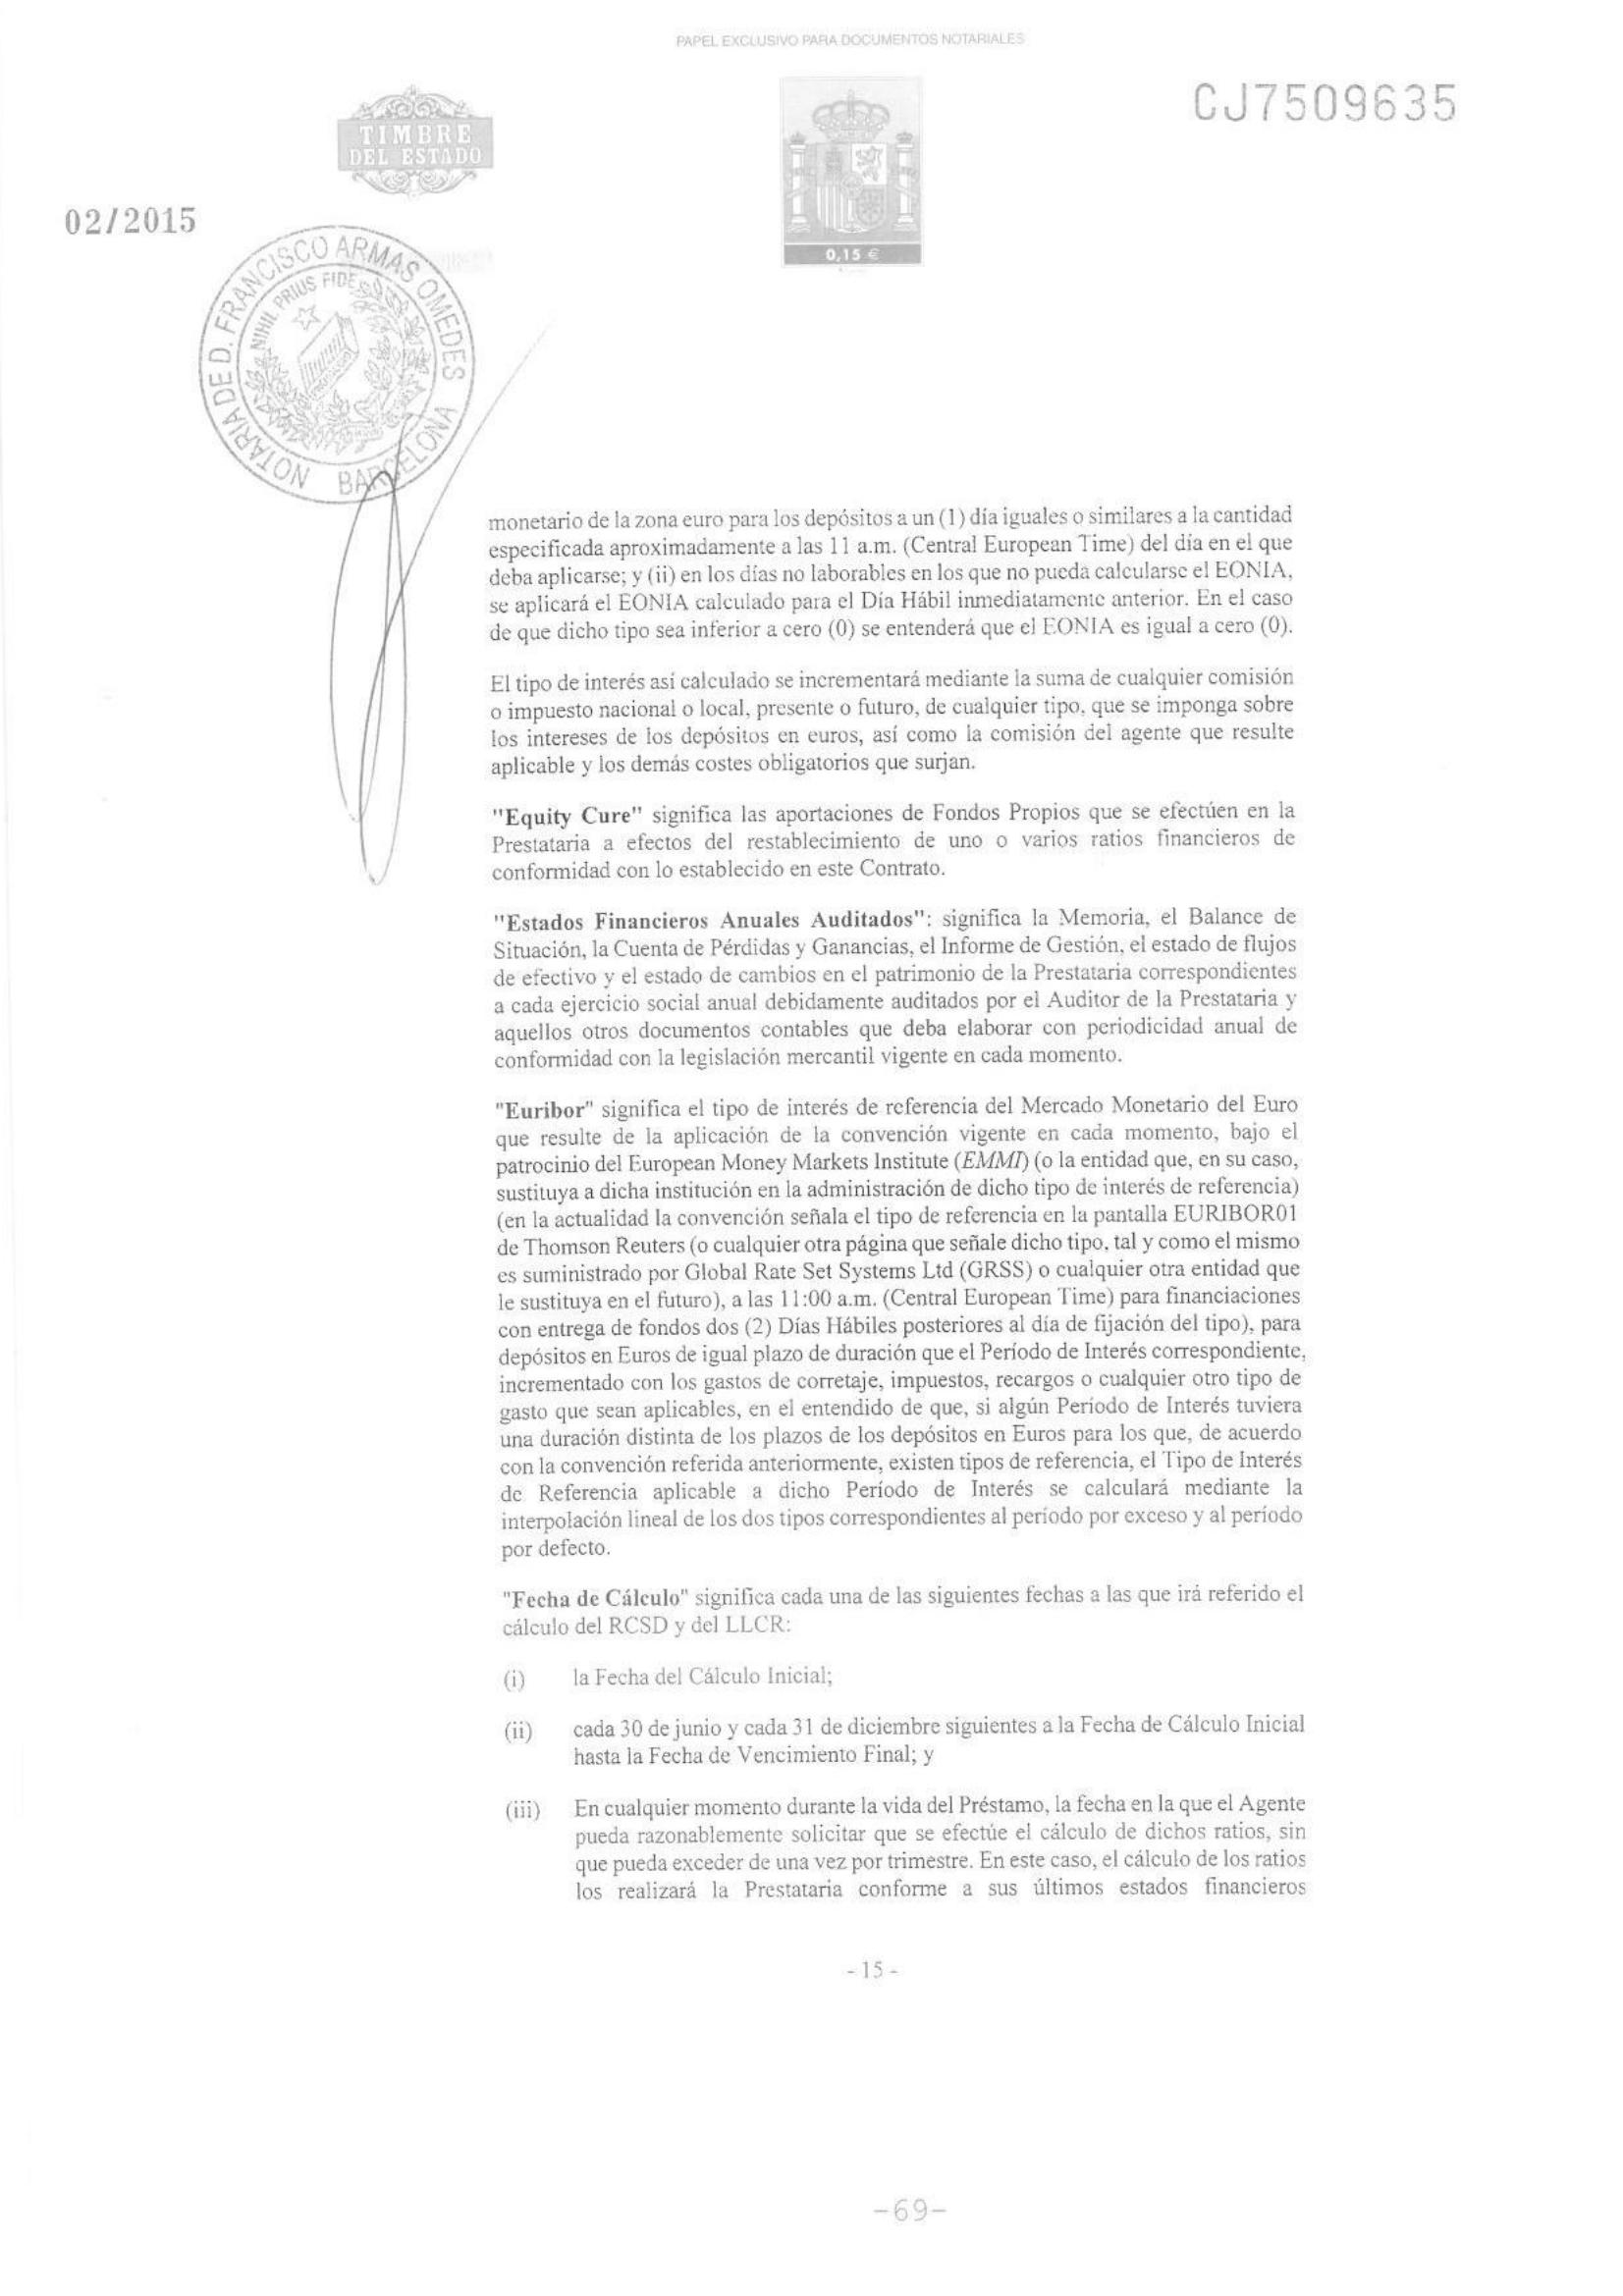 PAPEL EXCLUSIVO PARA DOCUMENTOS NOTARIALES
CJ7509635
TIMBRE
DEL ESTADO
02/2015
0,15 €
NOTARIA DE D. FRANCISCO ARMAS OMEDES
BARCELONA
NIHIL PRIUS FIDE
monetario de la zona euro para los depósitos a un (1) día iguales o similares a la cantidad
especificada aproximadamente a las 11 a.m. (Central European Time) del día en el que
deba aplicarse; y (ii) en los días no laborables en los que no pueda calcularse el EONIA,
se aplicará el EONIA calculado para el Día Hábil inmediatamente anterior. En el caso
de que dicho tipo sea inferior a cero (0) se entenderá que el EONIA es igual a cero (0).
El tipo de interés así calculado se incrementará mediante la suma de cualquier comisión
o impuesto nacional o local, presente o futuro, de cualquier tipo, que se imponga sobre
los intereses de los depósitos en euros, así como la comisión del agente que resulte
aplicable y los demás costes obligatorios que surjan.
"Equity Cure" significa las aportaciones de Fondos Propios que se efectúen en la
Prestataria a efectos del restablecimiento de uno o varios ratios financieros de
conformidad con lo establecido en este Contrato.
"Estados Financieros Anuales Auditados": significa la Memoria, el Balance de
Situación, la Cuenta de Pérdidas y Ganancias, el Informe de Gestión, el estado de flujos
de efectivo y el estado de cambios en el patrimonio de la Prestataria correspondientes
a cada ejercicio social anual debidamente auditados por el Auditor de la Prestataria y
aquellos otros documentos contables que deba elaborar con periodicidad anual de
conformidad con la legislación mercantil vigente en cada momento.
"Euribor" significa el tipo de interés de referencia del Mercado Monetario del Euro
que resulte de la aplicación de la convención vigente en cada momento, bajo el
patrocinio del European Money Markets Institute (EMMI) (o la entidad que, en su caso,
sustituya a dicha institución en la administración de dicho tipo de interés de referencia)
(en la actualidad la convención señala el tipo de referencia en la pantalla EURIBOR01
de Thomson Reuters (o cualquier otra página que señale dicho tipo, tal y como el mismo
es suministrado por Global Rate Set Systems Ltd (GRSS) o cualquier otra entidad que
le sustituya en el futuro), a las 11:00 a.m. (Central European Time) para financiaciones
con entrega de fondos dos (2) Días Hábiles posteriores al día de fijación del tipo), para
depósitos en Euros de igual plazo de duración que el Período de Interés correspondiente,
incrementado con los gastos de corretaje, impuestos, recargos o cualquier otro tipo de
gasto que sean aplicables, en el entendido de que, si algún Período de Interés tuviera
una duración distinta de los plazos de los depósitos en Euros para los que, de acuerdo
con la convención referida anteriormente, existen tipos de referencia, el Tipo de Interés
de Referencia aplicable a dicho Período de Interés se calculará mediante la
interpolación lineal de los dos tipos correspondientes al período por exceso y al período
por defecto.
"Fecha de Cálculo" significa cada una de las siguientes fechas a las que irá referido el
cálculo del RCSD y del LLCR:
(i) la Fecha del Cálculo Inicial;
(ii) cada 30 de junio y cada 31 de diciembre siguientes a la Fecha de Cálculo Inicial
hasta la Fecha de Vencimiento Final; y
(iii) En cualquier momento durante la vida del Préstamo, la fecha en la que el Agente
pueda razonablemente solicitar que se efectúe el cálculo de dichos ratios, sin
que pueda exceder de una vez por trimestre. En este caso, el cálculo de los ratios
los realizará la Prestataria conforme a sus últimos estados financieros
- 15 -
-69-